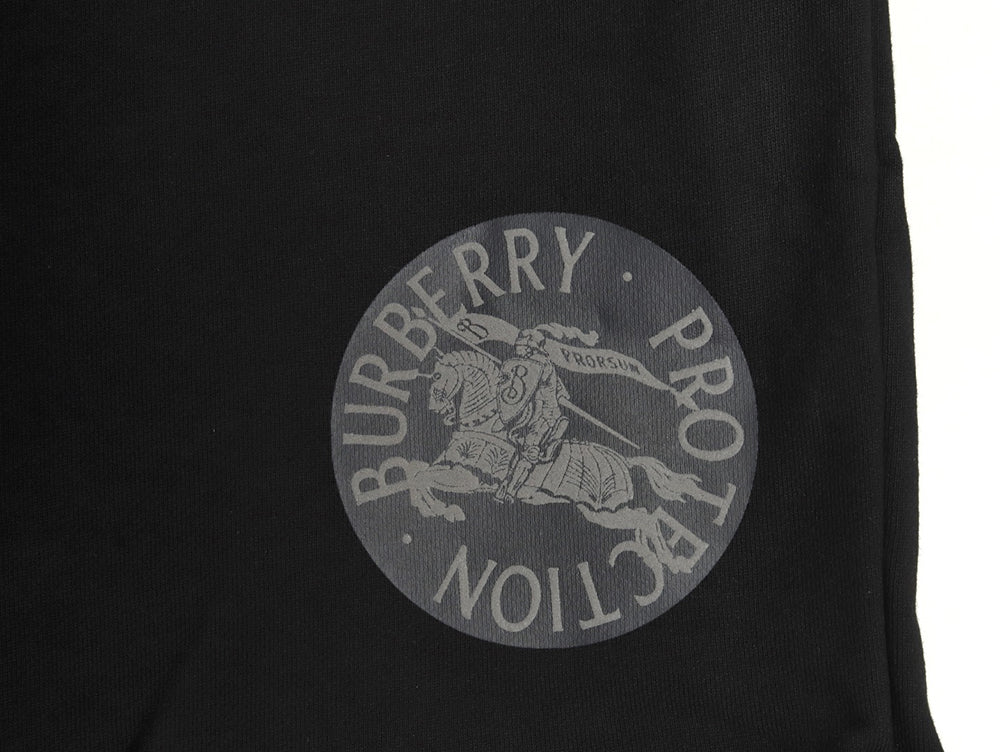 BURBERRY · PROTECTION ·
B
PRORSUM
B